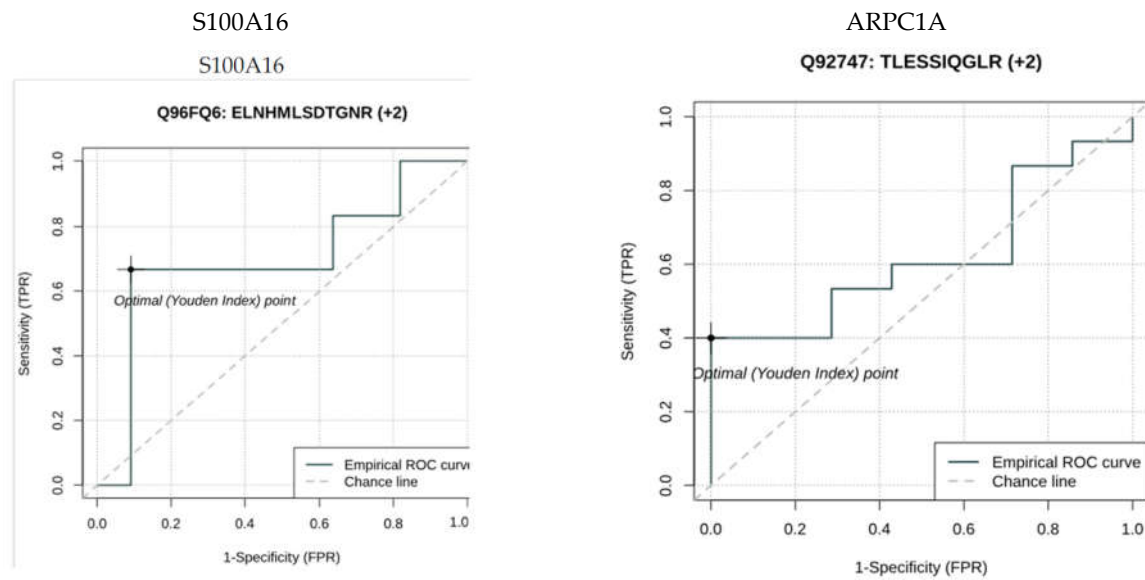 S100A16
S100A16
Q96FQ6: ELNHMLSDTGNR (+2)
Sensitivity (TPR)
1.0
0.8
0.6
0.4
0.2
0.0
Optimal (Youden Index) point
Empirical ROC curv
Chance line
0.0 0.2 0.4 0.6 0.8 1.0
1-Specificity (FPR)
ARPC1A
Q92747: TLESSIQGLR (+2)
Sensitivity (TPR)
1.0
0.8
0.6
0.4
0.2
0.0
Optimal (Youden Index) point
Empirical ROC curve
Chance line
0.0 0.2 0.4 0.6 0.8 1.0
1-Specificity (FPR)